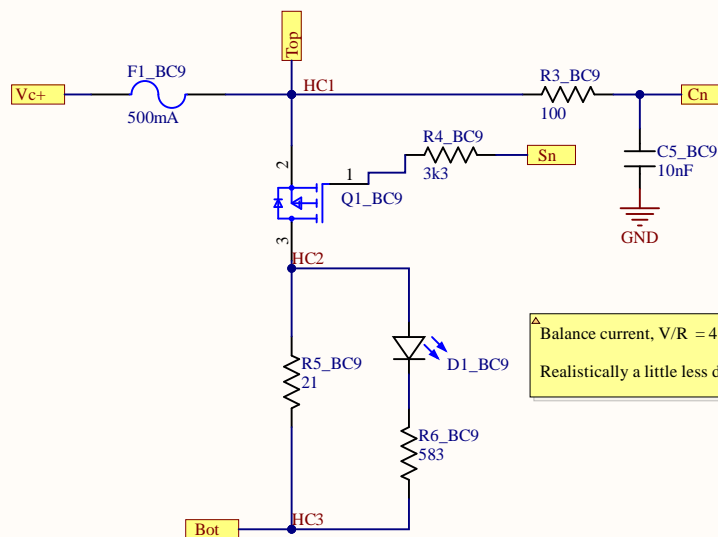 Top
F1_BC9
Vc+
500mA
HC1
R3_BC9
100
Cn
C5_BC9
10nF
GND
R4_BC9
3k3
Sn
2
1
Q1_BC9
3
HC2
R5_BC9
21
D1_BC9
R6_BC9
583
Balance current, V/R = 4
Realistically a little less
HC3
Bot